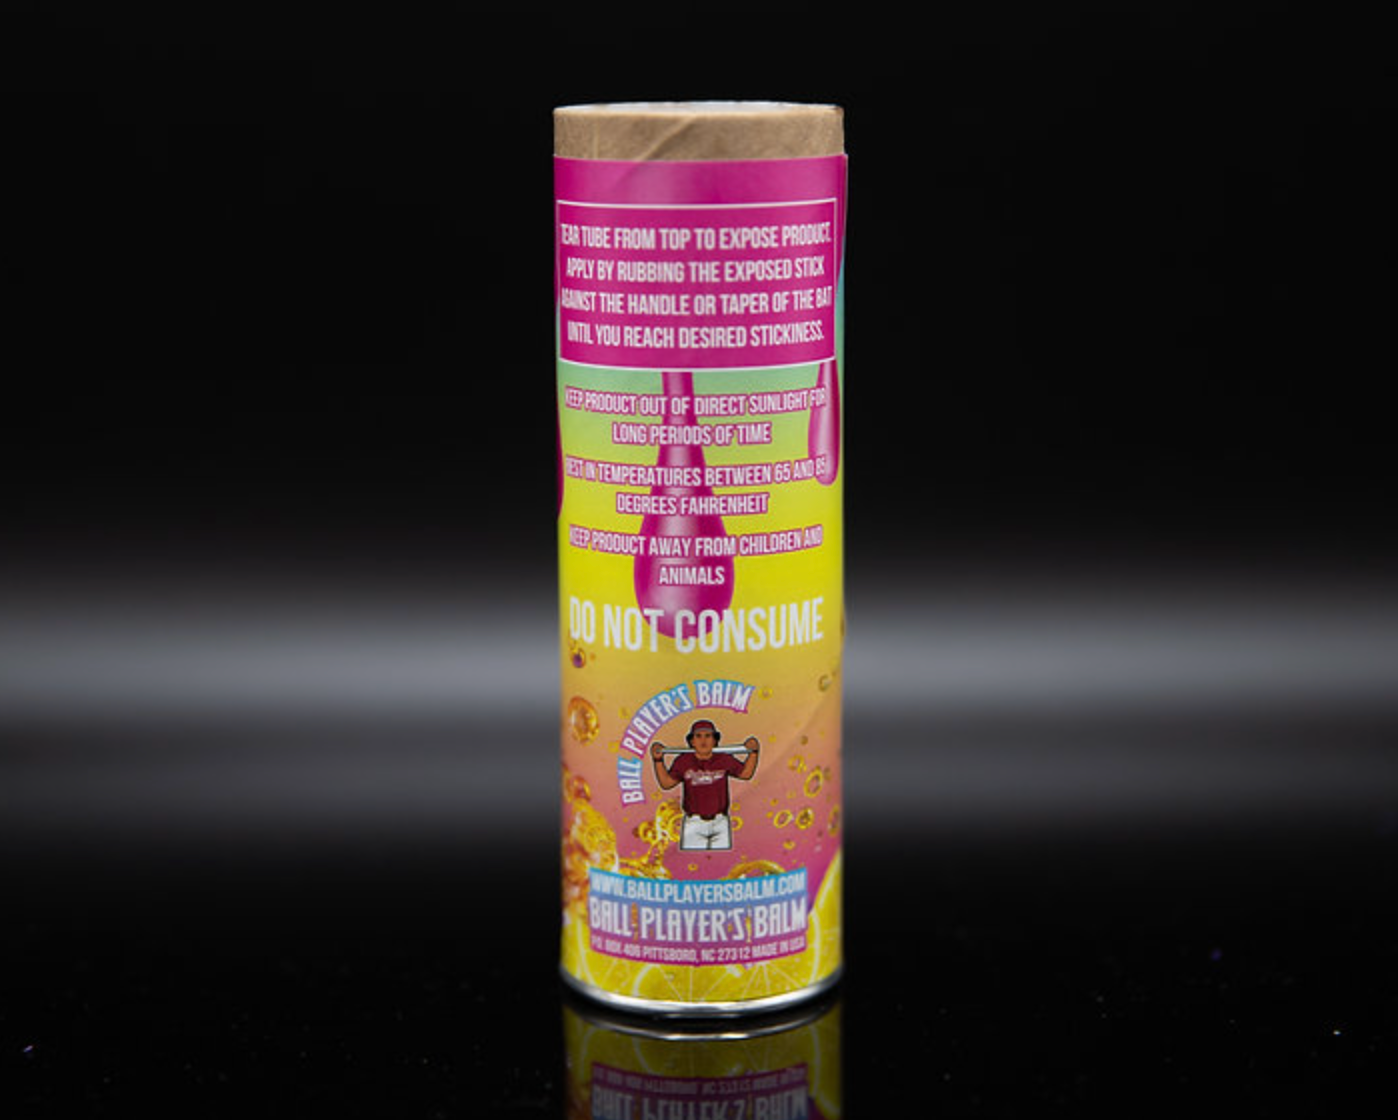 TEAR TUBE FROM TOP TO EXPOSE PRODUCT.
APPLY BY RUBBING THE EXPOSED STICK
AGAINST THE HANDLE OR TAPER OF THE BAT
UNTIL YOU REACH DESIRED STICKINESS.
KEEP PRODUCT OUT OF DIRECT SUNLIGHT FOR
LONG PERIODS OF TIME
BEST IN TEMPERATURES BETWEEN 65 AND 85
DEGREES FAHRENHEIT
KEEP PRODUCT AWAY FROM CHILDREN AND
ANIMALS
DO NOT CONSUME
BALL PLAYER'S BALM
WWW.BALLPLAYERSBALM.COM
BALL PLAYER'S BALM
P.O. BOX 406 PITTSBORO, NC 27312 MADE IN USA